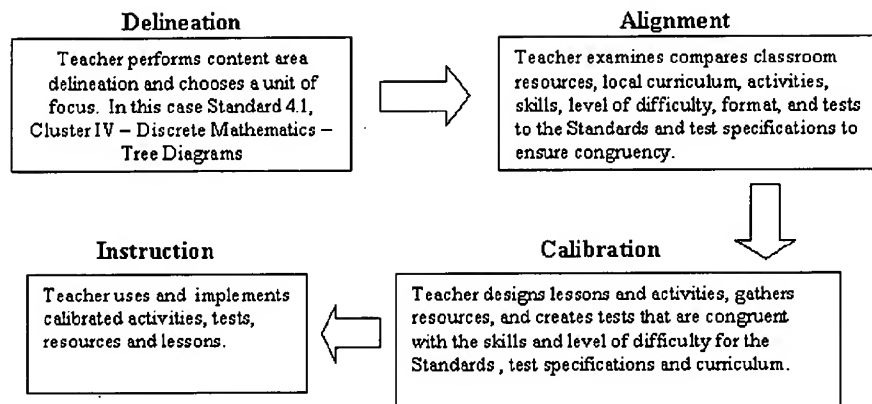 Delineation
Teacher performs content area
delineation and chooses a unit of
focus. In this case Standard 4.1,
Cluster IV – Discrete Mathematics –
Tree Diagrams
Alignment
Teacher examines compares classroom
resources, local curriculum, activities,
skills, level of difficulty, format, and tests
to the Standards and test specifications to
ensure congruency.
Instruction
Teacher uses and implements
calibrated activities, tests,
resources and lessons.
Calibration
Teacher designs lessons and activities, gathers
resources, and creates tests that are congruent
with the skills and level of difficulty for the
Standards , test specifications and curriculum.